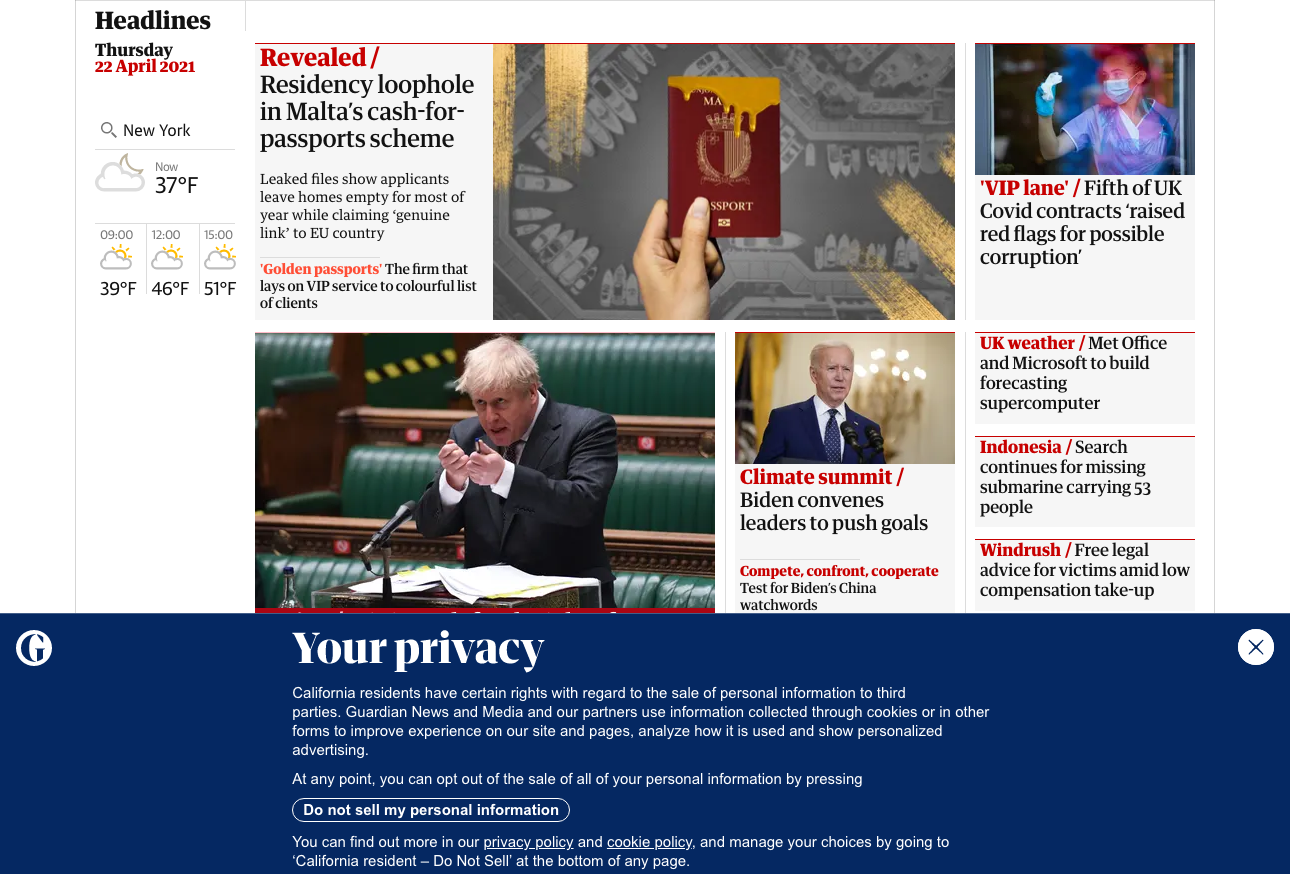 Headlines
Thursday
22 April 2021
New York
Now
37°F
09:00
12:00
15:00
39°F
46°F
51°F
Revealed /
Residency loophole
in Malta’s cash-for-
passports scheme
Leaked files show applicants
leave homes empty for most of
year while claiming ‘genuine
link’ to EU country
'Golden passports' The firm that
lays on VIP service to colourful list
of clients
MA
SSPORT
'VIP lane' / Fifth of UK
Covid contracts ‘raised
red flags for possible
corruption’
Climate summit /
Biden convenes
leaders to push goals
Compete, confront, cooperate
Test for Biden’s China
watchwords
UK weather / Met Office
and Microsoft to build
forecasting
supercomputer
Indonesia / Search
continues for missing
submarine carrying 53
people
Windrush / Free legal
advice for victims amid low
compensation take-up
Your privacy
California residents have certain rights with regard to the sale of personal information to third
parties. Guardian News and Media and our partners use information collected through cookies or in other
forms to improve experience on our site and pages, analyze how it is used and show personalized
advertising.
At any point, you can opt out of the sale of all of your personal information by pressing
Do not sell my personal information
You can find out more in our privacy policy and cookie policy, and manage your choices by going to
‘California resident – Do Not Sell’ at the bottom of any page.